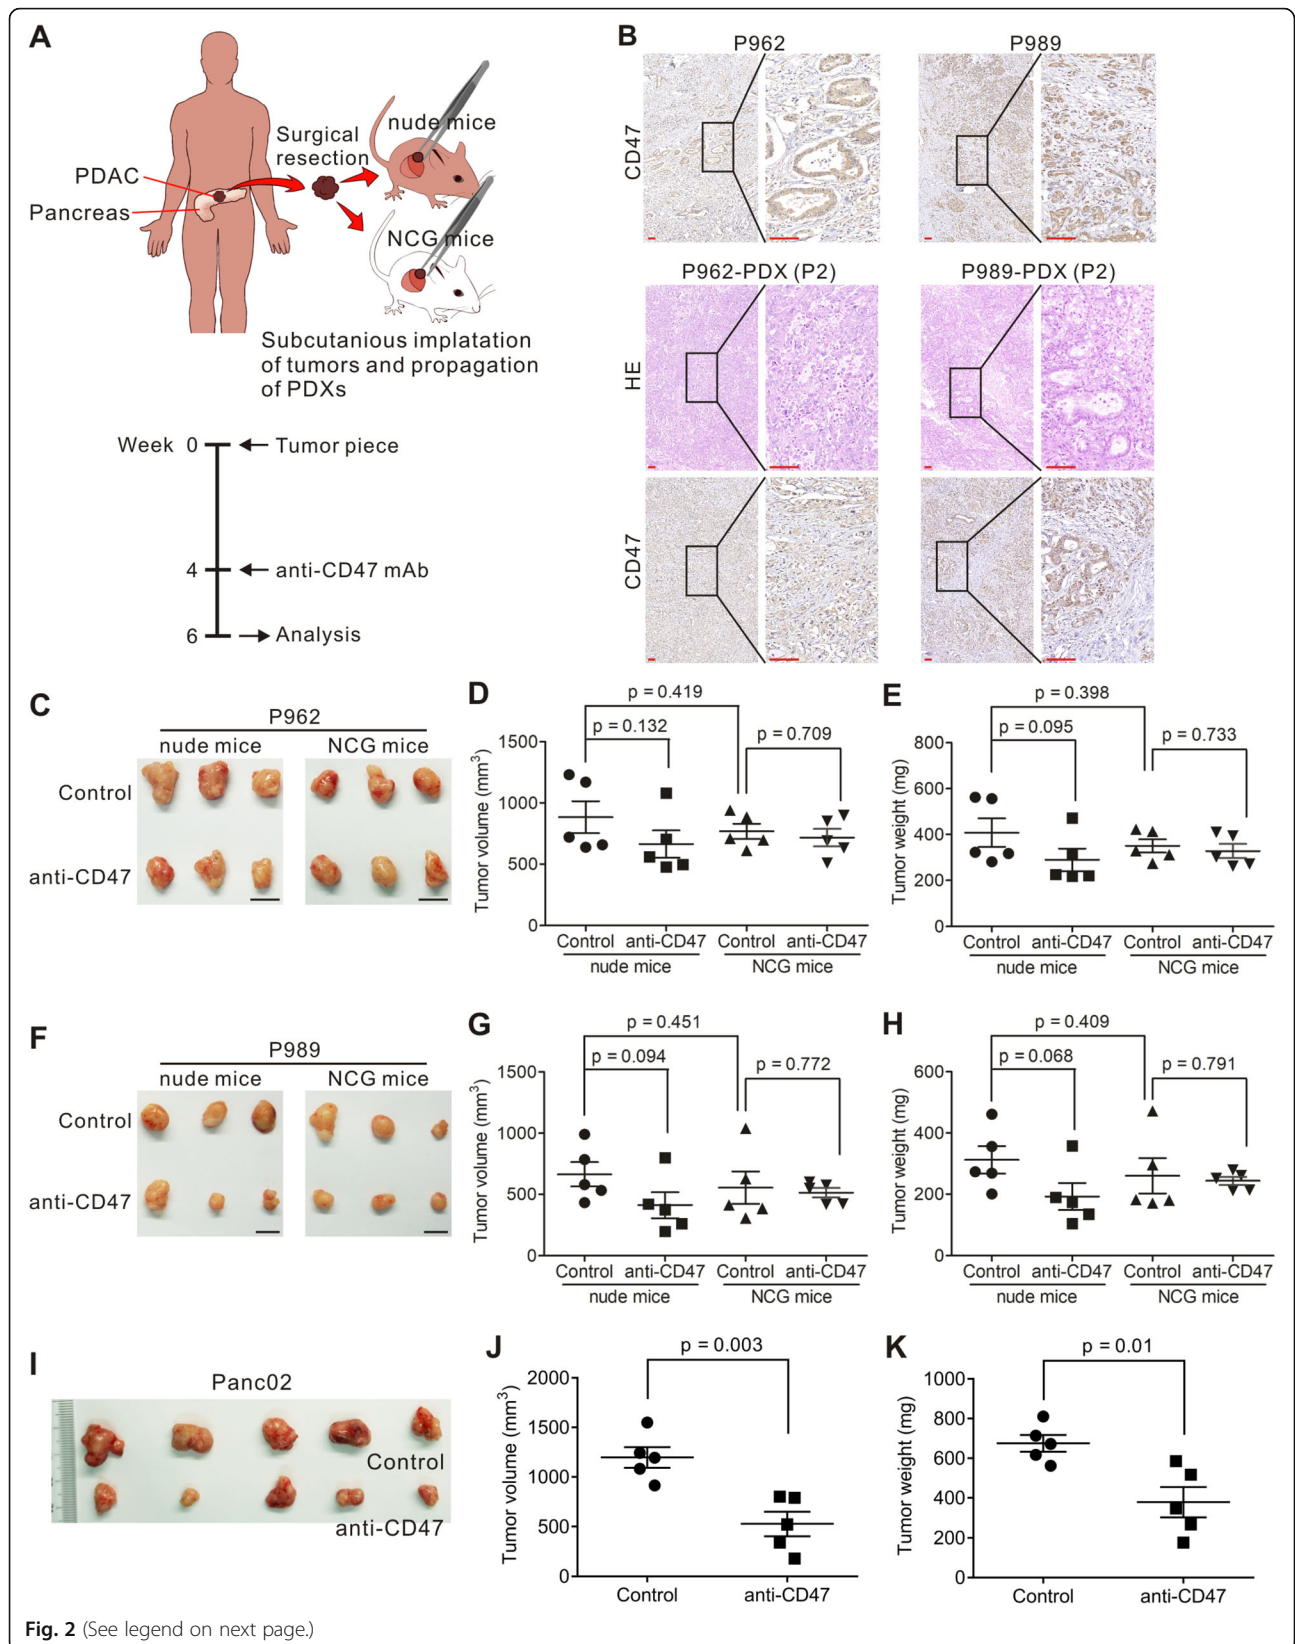 A
nude mice
Surgical
resection
PDAC
Pancreas
NCG mice
Subcutanious implatation
of tumors and propagation
of PDXs
Week 0 Tumor piece
4 anti-CD47 mAb
6 Analysis
B
P962 P989
CD47
P962-PDX (P2) P989-PDX (P2)
HE
CD47
C
P962
nude mice NCG mice
Control
anti-CD47
D
p = 0.419
p = 0.132
p = 0.709
Tumor volume (mm3)
1500
1000
500
0
Control anti-CD47 Control anti-CD47
nude mice NCG mice
E
p = 0.398
p = 0.095
p = 0.733
Tumor weight (mg)
800
600
400
200
0
Control anti-CD47 Control anti-CD47
nude mice NCG mice
F
P989
nude mice NCG mice
Control
anti-CD47
G
p = 0.451
p = 0.094
p = 0.772
Tumor volume (mm3)
1500
1000
500
0
Control anti-CD47 Control anti-CD47
nude mice NCG mice
H
p = 0.409
p = 0.068
p = 0.791
Tumor weight (mg)
600
400
200
0
Control anti-CD47 Control anti-CD47
nude mice NCG mice
I
Panc02
Control
anti-CD47
J
p = 0.003
Tumor volume (mm3)
2000
1500
1000
500
0
Control anti-CD47
K
p = 0.01
Tumor weight (mg)
1000
800
600
400
200
0
Control anti-CD47
Fig. 2 (See legend on next page.)